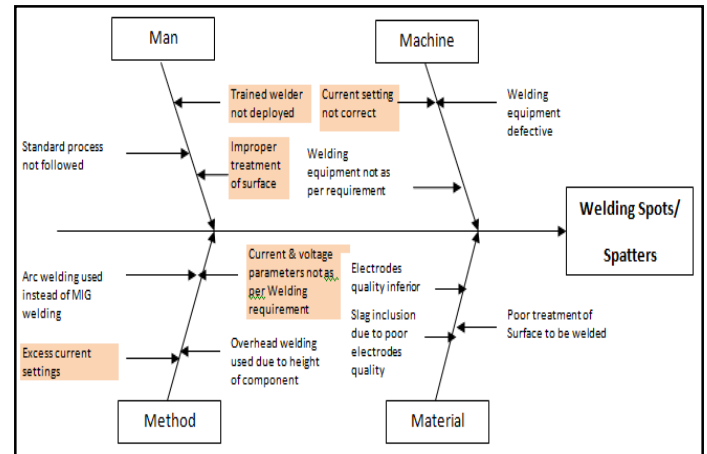 Man
Machine
Trained welder
not deployed
Current setting
not correct
Welding
equipment
defective
Standard process
not followed
Improper
treatment
of surface
Welding
equipment not as
per requirement
Welding Spots/
Spatters
Arc welding used
instead of MIG
welding
Current & voltage
parameters not as
per Welding
requirement
Electrodes
quality inferior
Slag inclusion
due to poor
electrodes
quality
Poor treatment of
Surface to be welded
Excess current
settings
Overhead welding
used due to height
of component
Method
Material